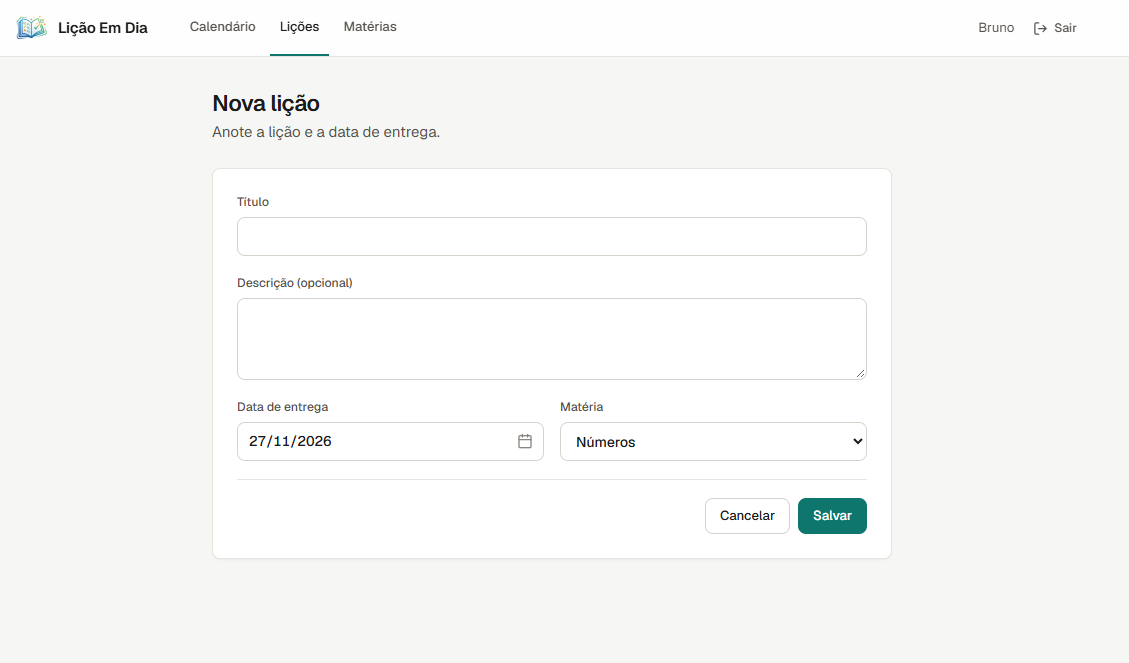 Lição Em Dia
Calendário
Lições
Matérias
Bruno
Sair
Nova lição
Anote a lição e a data de entrega.
Título
Descrição (opcional)
Data de entrega
Matéria
27/11/2026
Números
Cancelar
Salvar